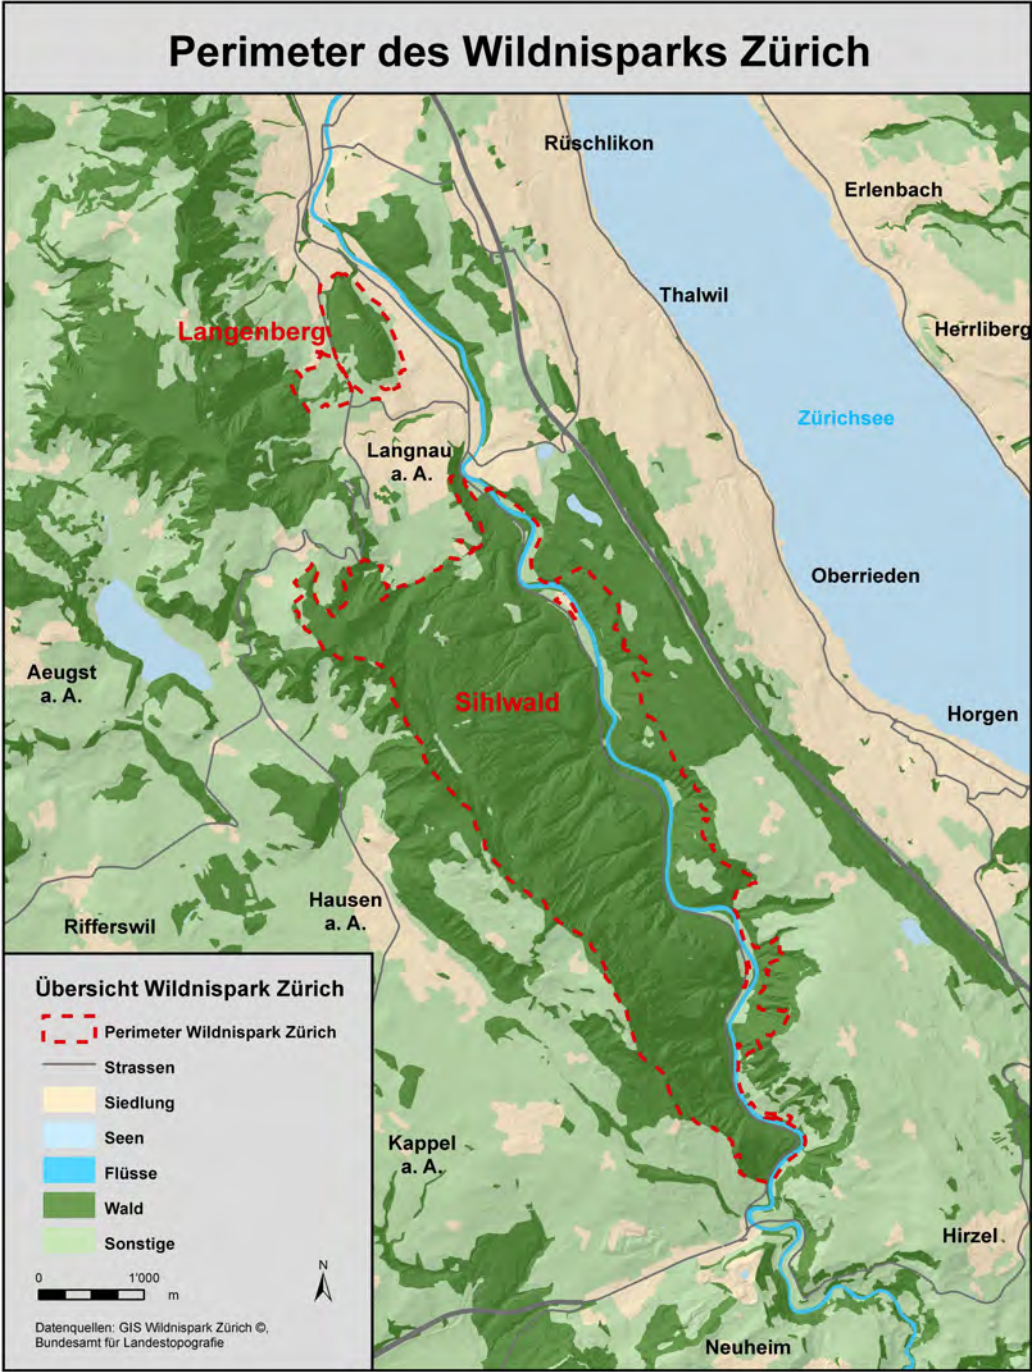 Perimeter des Wildnisparks Zürich
Rüschlikon
Erlenbach
Thalwil
Langenberg
Herrliberg
Zürichsee
Langnau
a. A.
Oberrieden
Aeugst
a. A.
Sihlwald
Horgen
Hausen
a. A.
Rifferswil
Kappel
a. A.
Hirzel
Neuheim
Übersicht Wildnispark Zürich
Perimeter Wildnispark Zürich
Strassen
Siedlung
Seen
Flüsse
Wald
Sonstige
0 1'000
m
N
Datenquellen: GIS Wildnispark Zürich ©,
Bundesamt für Landestopografie